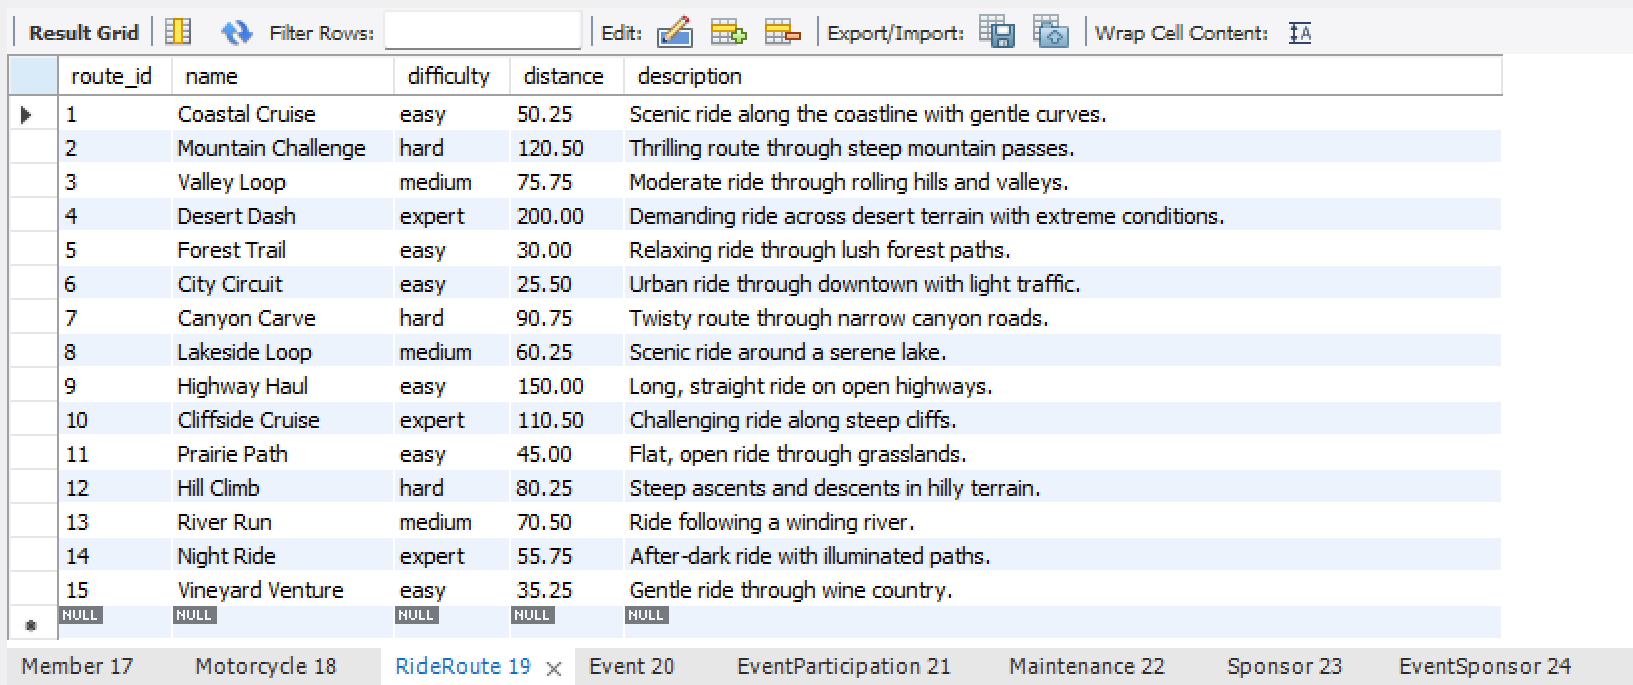 Result Grid Filter Rows: Edit: Export/Import: Wrap Cell Content: IA
route_id name difficulty distance description
1 Coastal Cruise easy 50.25 Scenic ride along the coastline with gentle curves.
2 Mountain Challenge hard 120.50 Thrilling route through steep mountain passes.
3 Valley Loop medium 75.75 Moderate ride through rolling hills and valleys.
4 Desert Dash expert 200.00 Demanding ride across desert terrain with extreme conditions.
5 Forest Trail easy 30.00 Relaxing ride through lush forest paths.
6 City Circuit easy 25.50 Urban ride through downtown with light traffic.
7 Canyon Carve hard 90.75 Twisty route through narrow canyon roads.
8 Lakeside Loop medium 60.25 Scenic ride around a serene lake.
9 Highway Haul easy 150.00 Long, straight ride on open highways.
10 Cliffside Cruise expert 110.50 Challenging ride along steep cliffs.
11 Prairie Path easy 45.00 Flat, open ride through grasslands.
12 Hill Climb hard 80.25 Steep ascents and descents in hilly terrain.
13 River Run medium 70.50 Ride following a winding river.
14 Night Ride expert 55.75 After-dark ride with illuminated paths.
15 Vineyard Venture easy 35.25 Gentle ride through wine country.
NULL NULL NULL NULL NULL
Member 17 Motorcycle 18 RideRoute 19 Event 20 EventParticipation 21 Maintenance 22 Sponsor 23 EventSponsor 24